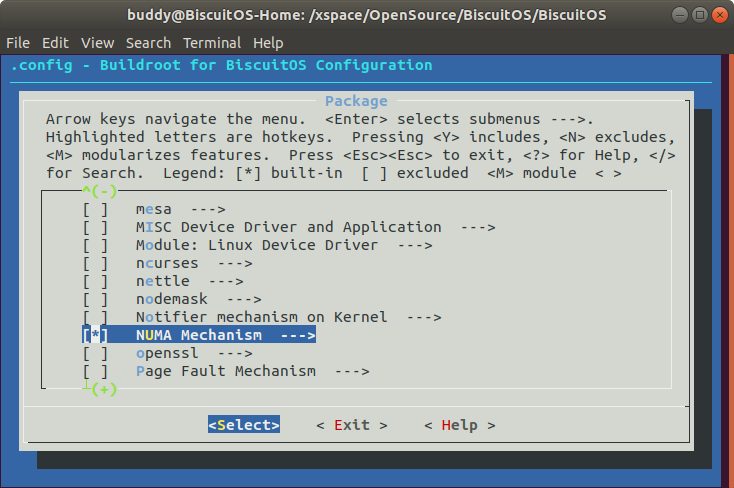 buddy@BiscuitOS-Home: /xspace/OpenSource/BiscuitOS/BiscuitOS
File Edit View Search Terminal Help
.config - Buildroot for BiscuitOS Configuration
Package
Arrow keys navigate the menu.  <Enter> selects submenus --->.
Highlighted letters are hotkeys.  Pressing <Y> includes, <N> excludes,
<M> modularizes features.  Press <Esc><Esc> to exit, <?> for Help, </>
for Search.  Legend: [*] built-in  [ ] excluded  <M> module  < >
^(-)
[ ]   mesa  --->
[ ]   MISC Device Driver and Application  --->
[ ]   Module: Linux Device Driver  --->
[ ]   ncurses  --->
[ ]   nettle  --->
[ ]   nodemask  --->
[ ]   Notifier mechanism on Kernel  --->
[*]   NUMA Mechanism  --->
[ ]   openssl  --->
[ ]   Page Fault Mechanism  --->
┴(+)
<Select>    < Exit >    < Help >